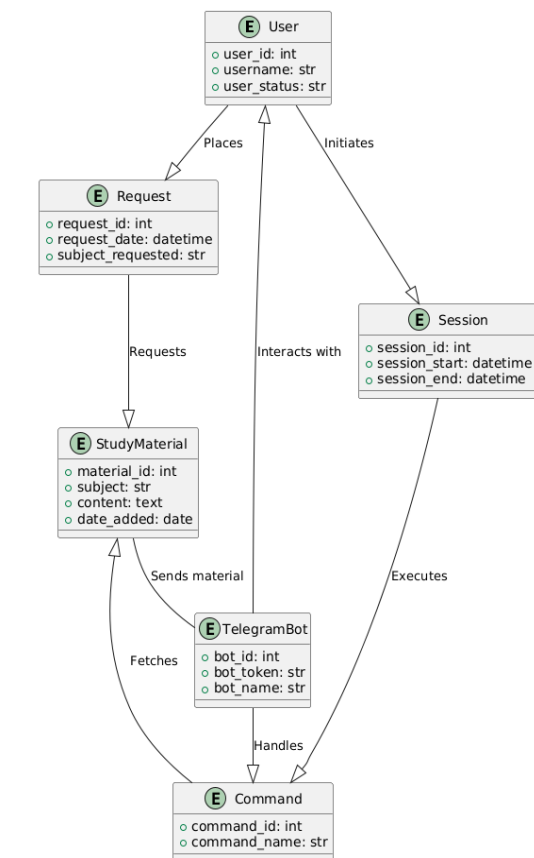 E User
user_id: int
username: str
user_status: str
Places
Initiates
E Request
request_id: int
request_date: datetime
subject_requested: str
E Session
session_id: int
session_start: datetime
session_end: datetime
Requests
Interacts with
E StudyMaterial
material_id: int
subject: str
content: text
date_added: date
Sends material
Executes
E TelegramBot
bot_id: int
bot_token: str
bot_name: str
Fetches
Handles
E Command
command_id: int
command_name: str